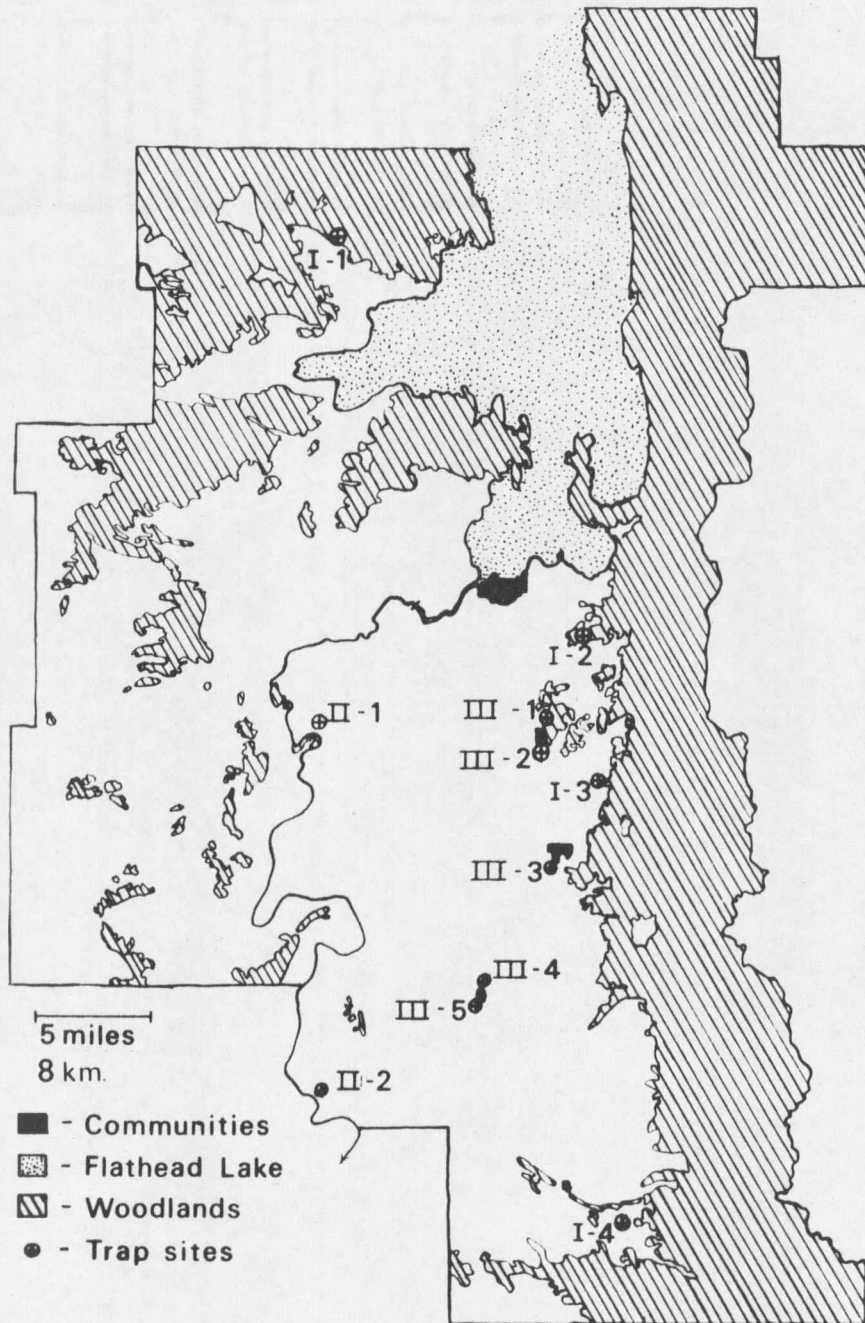 I-1
I-2
II-1
III-1
III-2
I-3
III-3
III-4
III-5
5 miles
8 km.
II-2
- Communities
- Flathead Lake
- Woodlands
I-4
- Trap sites